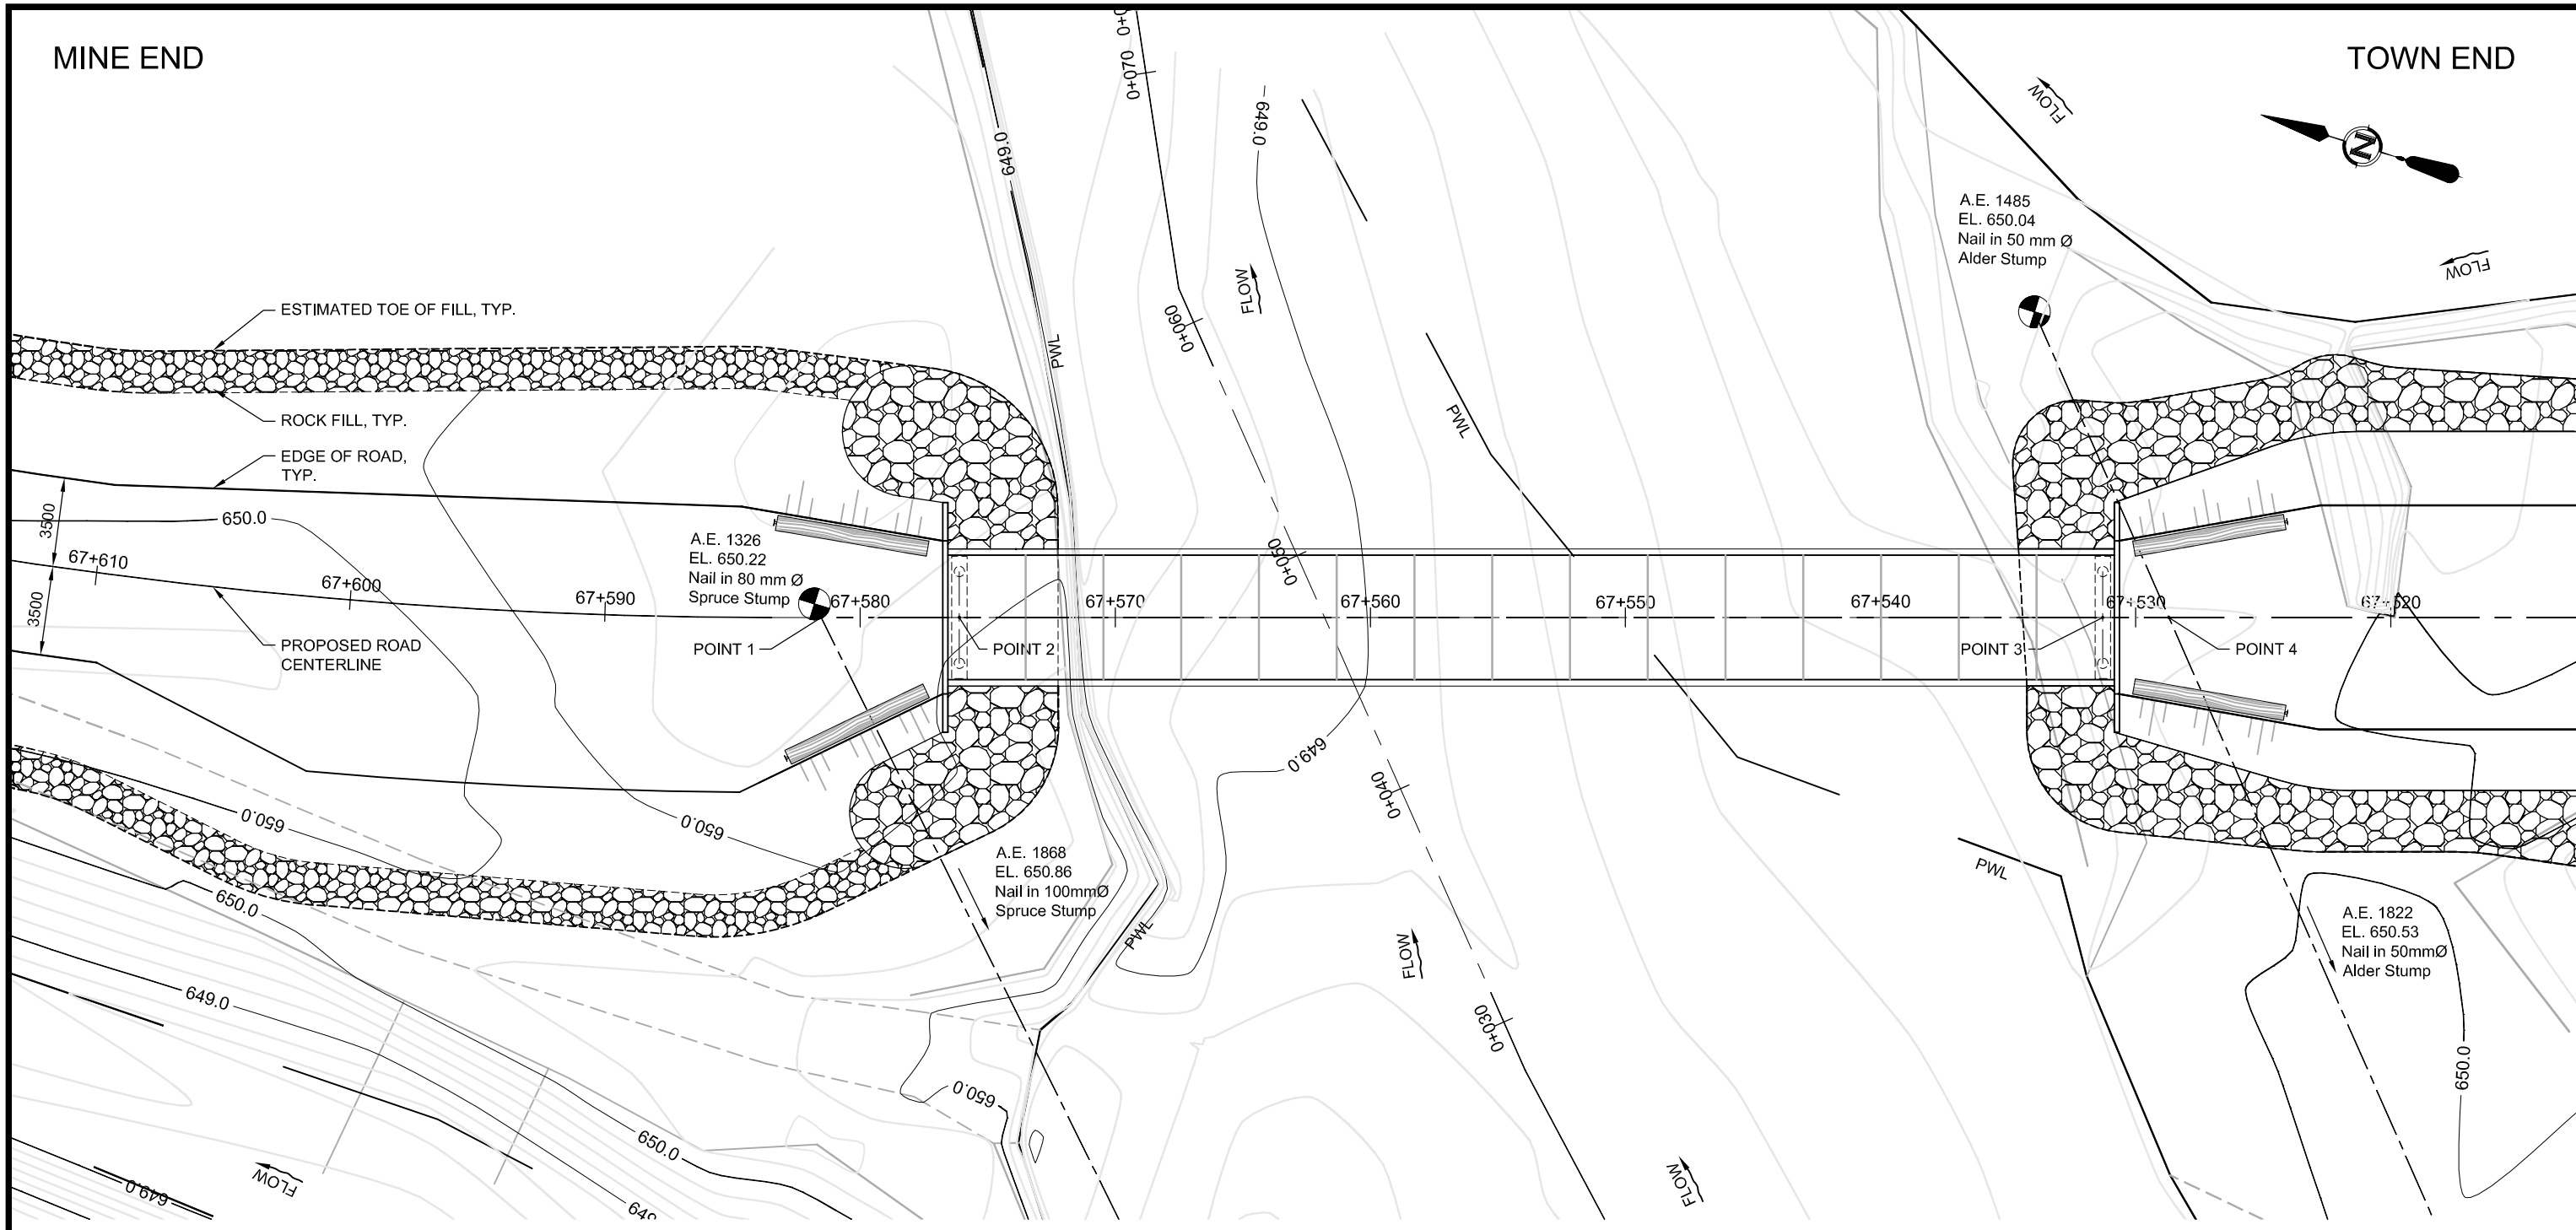 MINE END
TOWN END
0+0
0+070
649.0
649.0
FLOW
N
A.E. 1485
EL. 650.04
Nail in 50 mm Ø
Alder Stump
FLOW
FLOW
ESTIMATED TOE OF FILL, TYP.
0+060
PWL
PWL
ROCK FILL, TYP.
EDGE OF ROAD,
TYP.
3500
650.0
3500
67+610
67+600
67+590
A.E. 1326
EL. 650.22
Nail in 80 mm Ø
Spruce Stump
67+580
67+570
0+050
67+560
67+550
67+540
67+530
67+520
PROPOSED ROAD
CENTERLINE
POINT 1
POINT 2
POINT 3
POINT 4
649.0
0+040
650.0
650.0
A.E. 1868
EL. 650.86
Nail in 100mmØ
Spruce Stump
PWL
PWL
650.0
649.0
FLOW
0+030
A.E. 1822
EL. 650.53
Nail in 50mmØ
Alder Stump
650.0
650.0
650.0
FLOW
649.0
649
FLOW